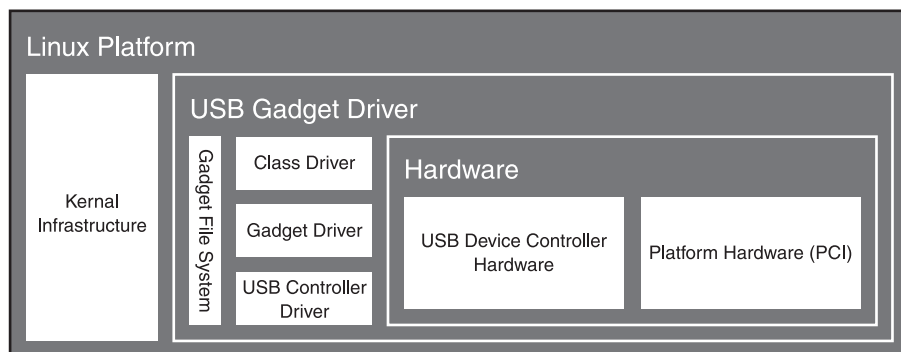 Linux Platform
Kernal
Infrastructure
USB Gadget Driver
Gadget File System
Class Driver
Gadget Driver
USB Controller
Driver
Hardware
USB Device Controller
Hardware
Platform Hardware (PCI)